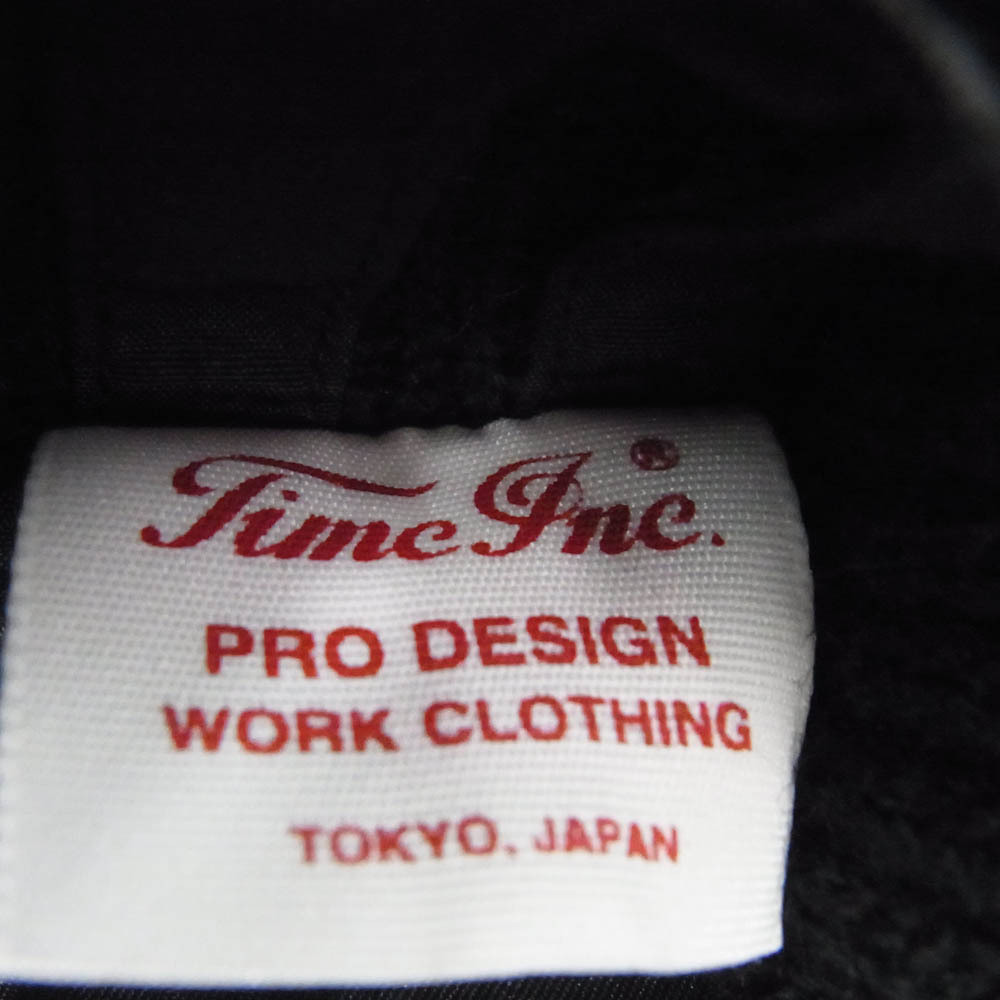 Time Inc.®
PRO DESIGN
WORK CLOTHING
TOKYO, JAPAN